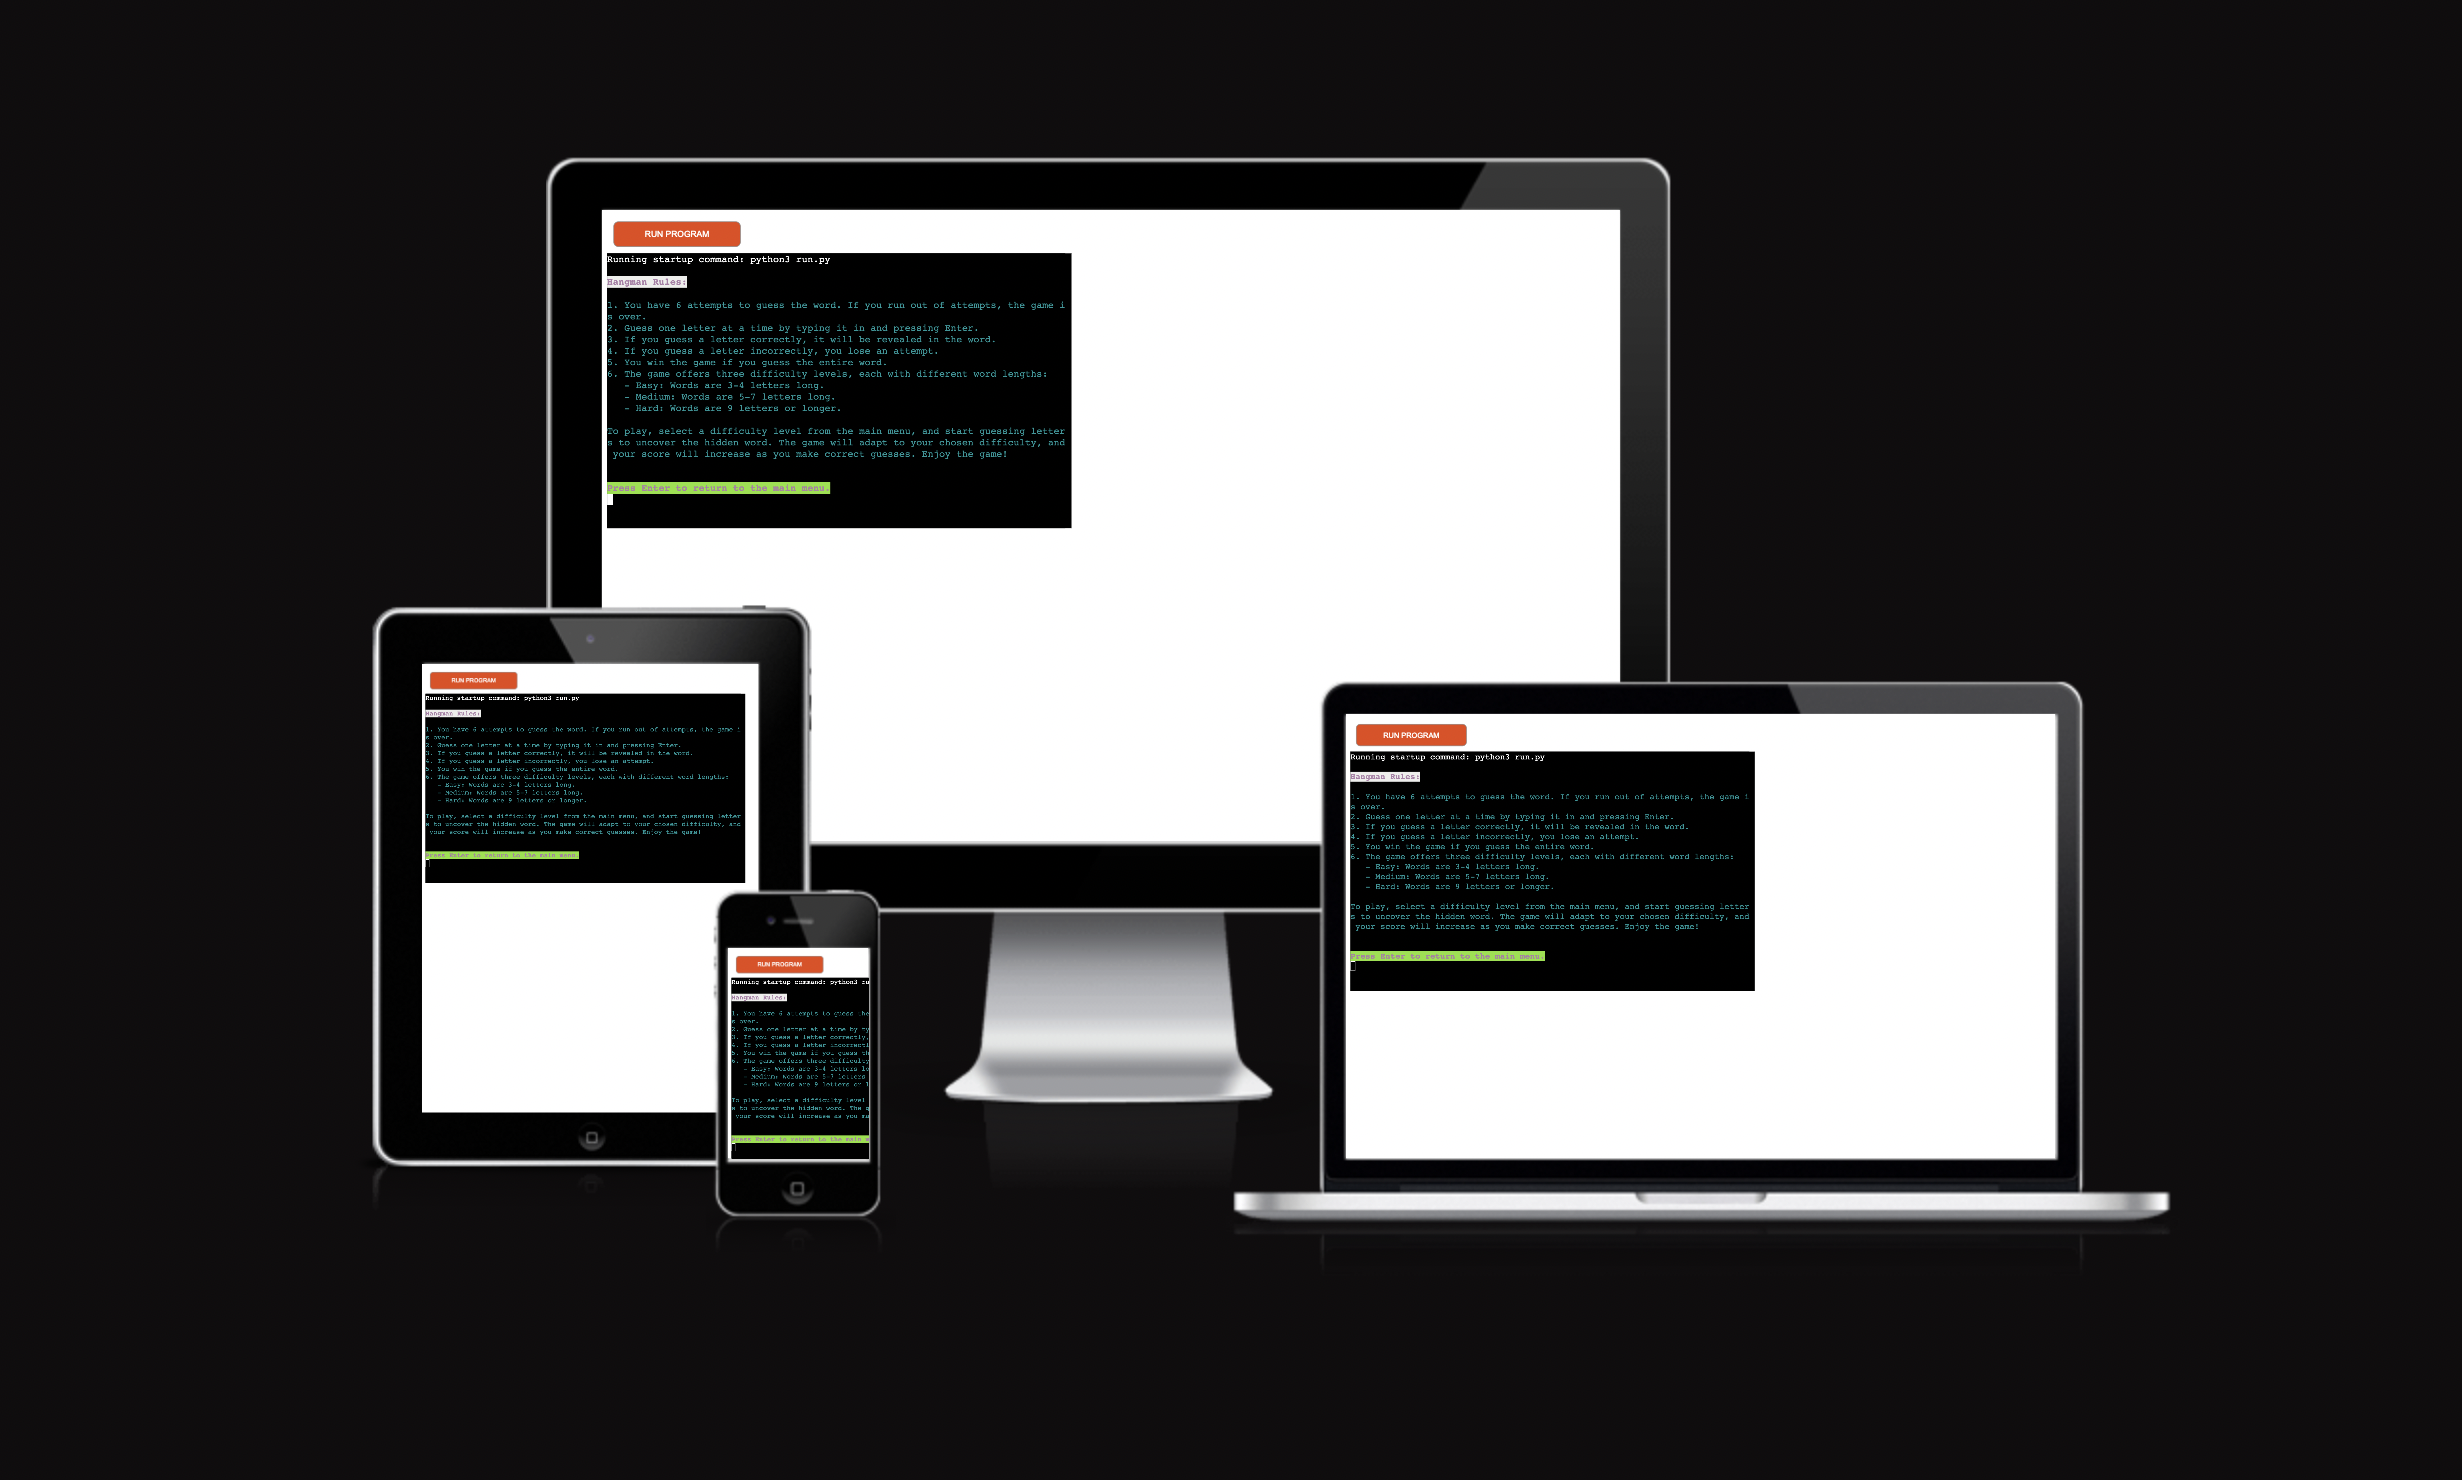 RUN PROGRAM
Running startup command: python3 run.py
Hangman Rules:
1. You have 6 attempts to guess the word. If you run out of attempts, the game i
s over.
2. Guess one letter at a time by typing it in and pressing Enter.
3. If you guess a letter correctly, it will be revealed in the word.
4. If you guess a letter incorrectly, you lose an attempt.
5. You win the game if you guess the entire word.
6. The game offers three difficulty levels, each with different word lengths:
- Easy: Words are 3-4 letters long.
- Medium: Words are 5-7 letters long.
- Hard: Words are 9 letters or longer.
To play, select a difficulty level from the main menu, and start guessing letter
s to uncover the hidden word. The game will adapt to your chosen difficulty, and
your score will increase as you make correct guesses. Enjoy the game!
Press Enter to return to the main menu.
RUN PROGRAM
Running startup command: python3 run.py
Hangman Rules:
1. You have 6 attempts to guess the word. If you run out of attempts, the game i
s over.
2. Guess one letter at a time by typing it in and pressing Enter.
3. If you guess a letter correctly, it will be revealed in the word.
4. If you guess a letter incorrectly, you lose an attempt.
5. You win the game if you guess the entire word.
6. The game offers three difficulty levels, each with different word lengths:
- Easy: Words are 3-4 letters long.
- Medium: Words are 5-7 letters long.
- Hard: Words are 9 letters or longer.
To play, select a difficulty level from the main menu, and start guessing letter
s to uncover the hidden word. The game will adapt to your chosen difficulty, and
your score will increase as you make correct guesses. Enjoy the game!
Press Enter to return to the main menu.
RUN PROGRAM
Running startup command: python3 ru
Hangman Rules:
1. You have 6 attempts to guess the
s over.
2. Guess one letter at a time by ty
3. If you guess a letter correctly,
4. If you guess a letter incorrectl
5. You win the game if you guess th
6. The game offers three difficulty
- Easy: Words are 3-4 letters lo
- Medium: Words are 5-7 letters
- Hard: Words are 9 letters or l
To play, select a difficulty level
s to uncover the hidden word. The g
your score will increase as you ma
Press Enter to return to the main m
RUN PROGRAM
Running startup command: python3 run.py
Hangman Rules:
1. You have 6 attempts to guess the word. If you run out of attempts, the game i
s over.
2. Guess one letter at a time by typing it in and pressing Enter.
3. If you guess a letter correctly, it will be revealed in the word.
4. If you guess a letter incorrectly, you lose an attempt.
5. You win the game if you guess the entire word.
6. The game offers three difficulty levels, each with different word lengths:
- Easy: Words are 3-4 letters long.
- Medium: Words are 5-7 letters long.
- Hard: Words are 9 letters or longer.
To play, select a difficulty level from the main menu, and start guessing letter
s to uncover the hidden word. The game will adapt to your chosen difficulty, and
your score will increase as you make correct guesses. Enjoy the game!
Press Enter to return to the main menu.